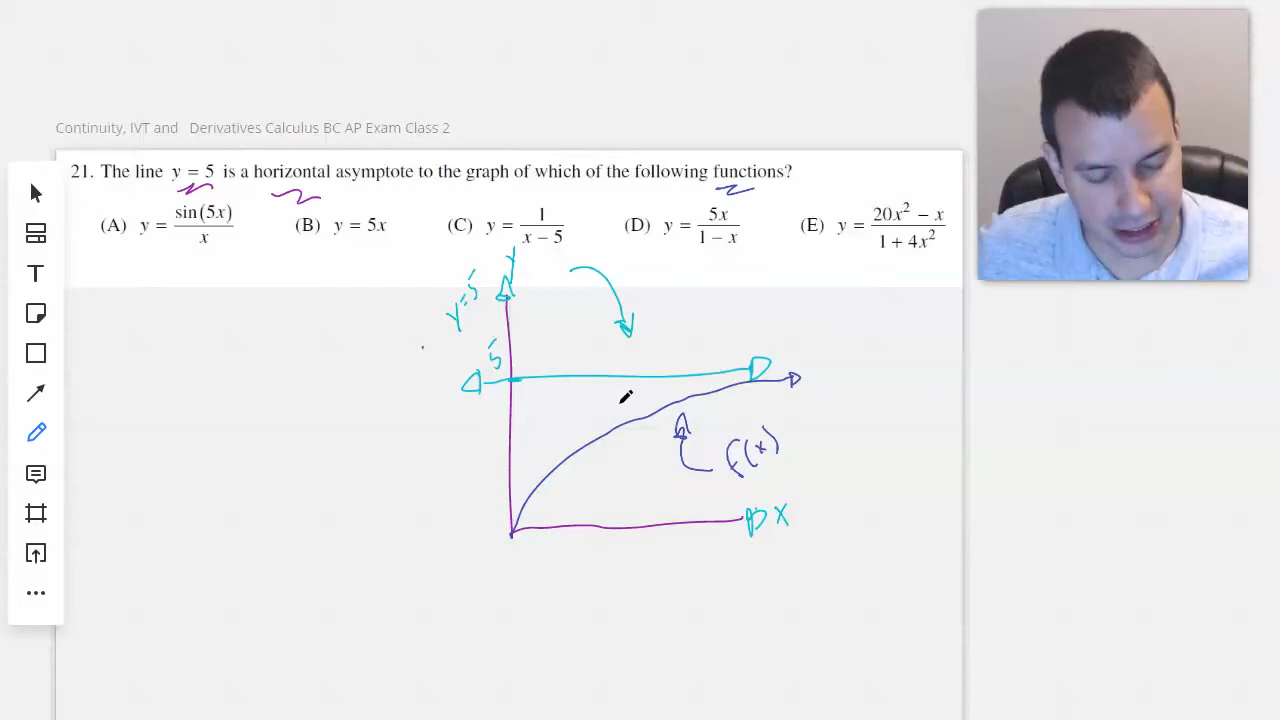 Continuity, IVT and Derivatives Calculus BC AP Exam Class 2
21. The line y = 5 is a horizontal asymptote to the graph of which of the following functions?
(A) y = sin(5x)/x (B) y = 5x (C) y = 1/(x − 5) (D) y = 5x/(1 − x) (E) y = (20x² − x)/(1 + 4x²)
T
y
y=5
5
f(x)
x